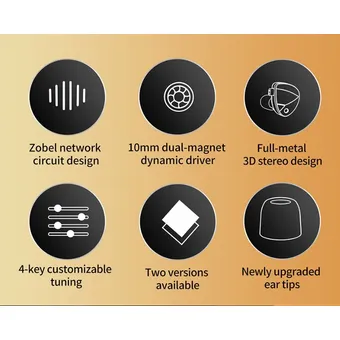 Zobel network
circuit design
10mm dual-magnet
dynamic driver
Full-metal
3D stereo design
4-key customizable
tuning
Two versions
available
Newly upgraded
ear tips